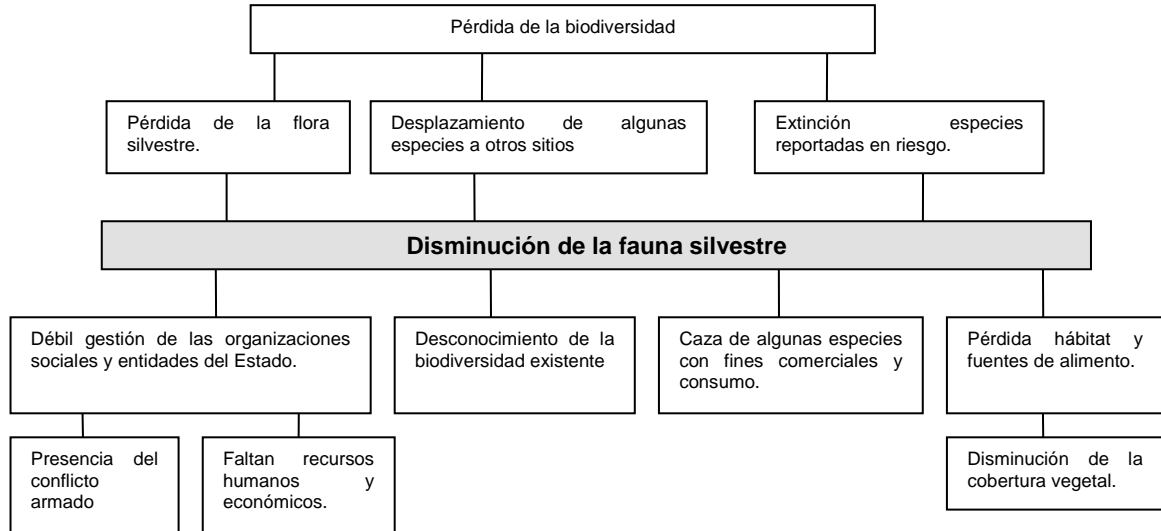 Pérdida de la biodiversidad
Pérdida de la flora
silvestre.
Desplazamiento de algunas
especies a otros sitios
Extinción especies
reportadas en riesgo.
Disminución de la fauna silvestre
Débil gestión de las organizaciones
sociales y entidades del Estado.
Desconocimiento de la
biodiversidad existente
Caza de algunas especies
con fines comerciales y
consumo.
Pérdida hábitat y
fuentes de alimento.
Presencia del
conflicto
armado
Faltan recursos
humanos y
económicos.
Disminución de la
cobertura vegetal.